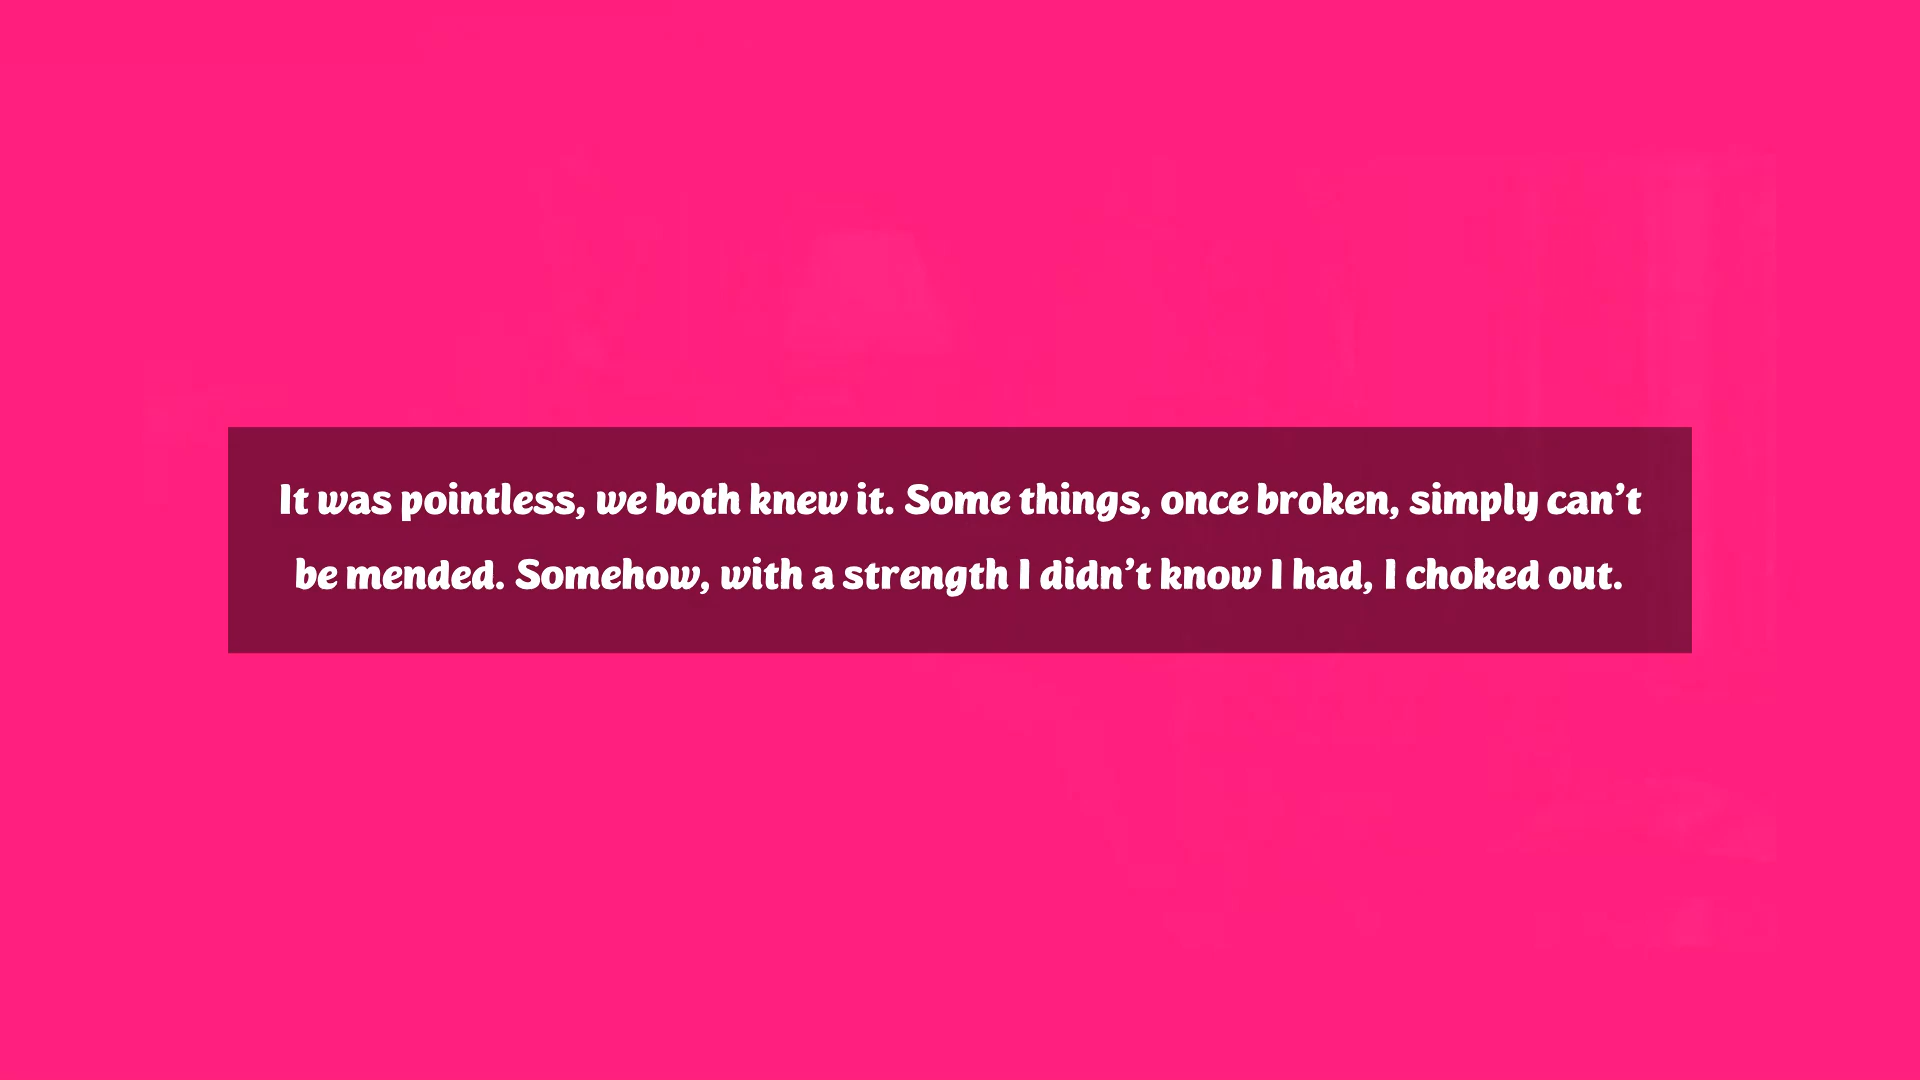 It was pointless, we both knew it. Some things, once broken, simply can’t
be mended. Somehow, with a strength I didn’t know I had, I choked out.